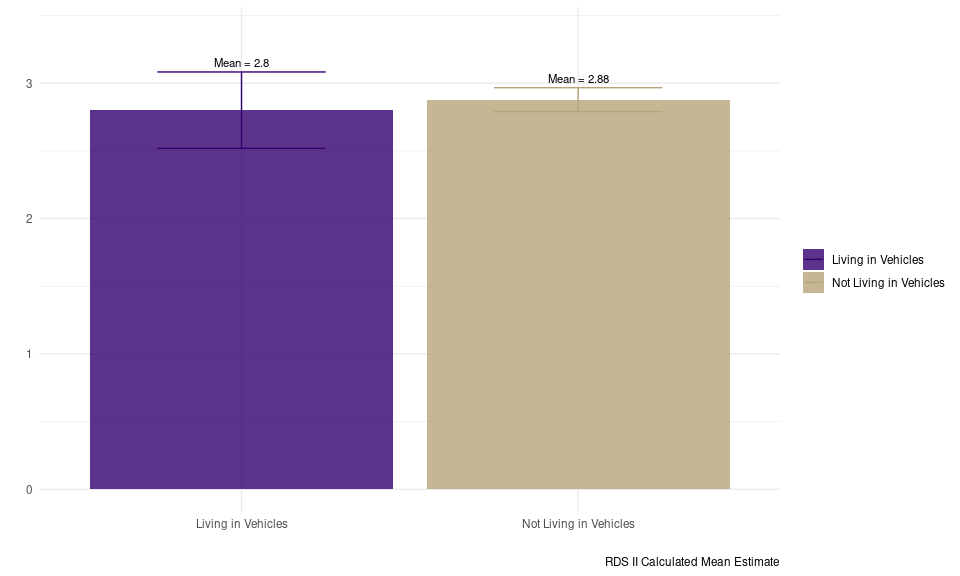 Mean = 2.8
Mean = 2.88
3
2
1
0
Living in Vehicles
Not Living in Vehicles
Living in Vehicles
Not Living in Vehicles
RDS II Calculated Mean Estimate